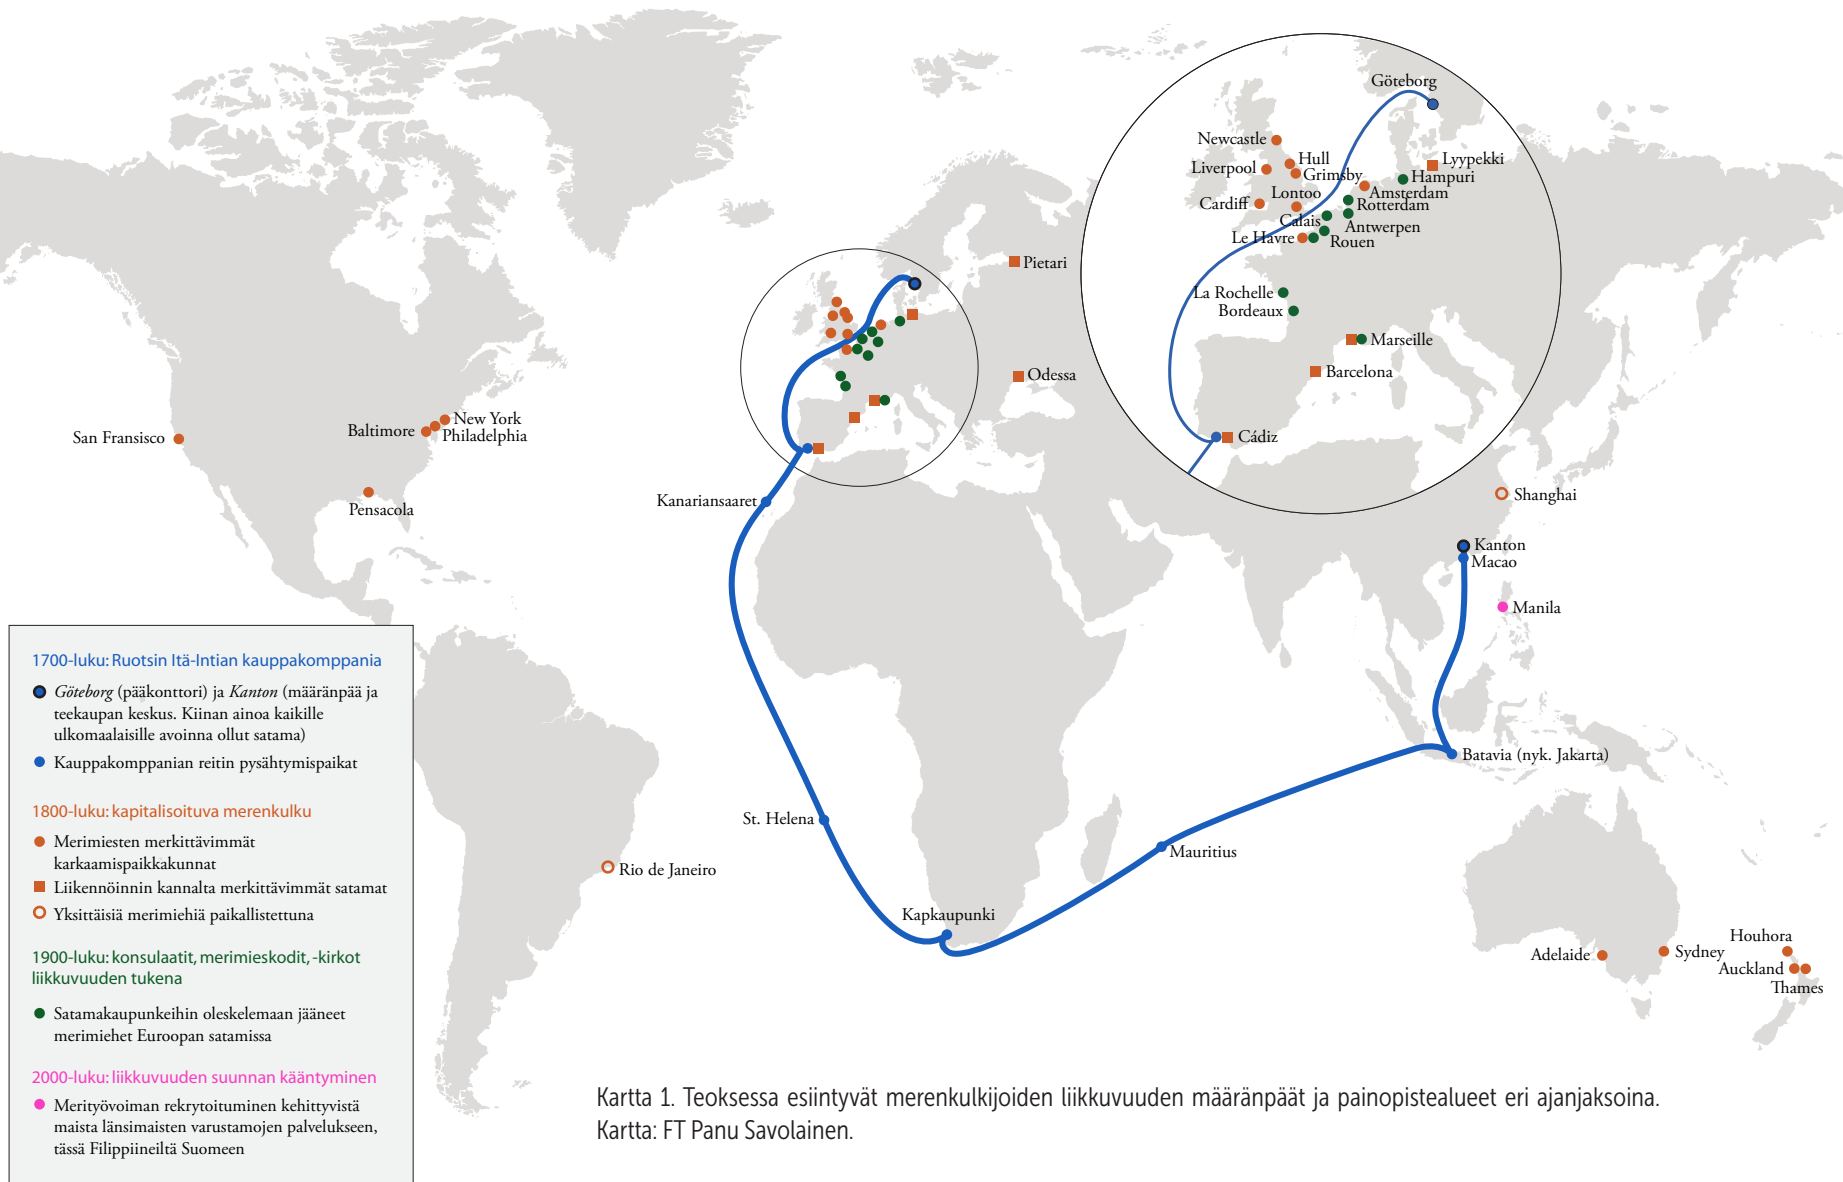 Göteborg
Newcastle
Hull
Liverpool
Grimsby
Lyypekki
Hampuri
Lontoo
Amsterdam
Cardiff
Rotterdam
Calais
Antwerpen
Le Havre
Rouen
La Rochelle
Bordeaux
Marseille
Barcelona
Cádiz
Pietari
Odessa
San Fransisco
Baltimore
New York
Philadelphia
Pensacola
Kanariansaaret
Shanghai
Kanton
Macao
Manila
Batavia (nyk. Jakarta)
St. Helena
Mauritius
Rio de Janeiro
Kapkaupunki
Adelaide
Sydney
Houhora
Auckland
Thames
1700-luku: Ruotsin Itä-Intian kauppakomppania
Göteborg (pääkonttori) ja Kanton (määränpää ja
teekaupan keskus. Kiinan ainoa kaikille
ulkomaalaisille avoinna ollut satama)
Kauppakomppanian reitin pysähtymispaikat
1800-luku: kapitalisoituva merenkulku
Merimiesten merkittävimmät
karkaamispaikkakunnat
Liikennöinnin kannalta merkittävimmät satamat
Yksittäisiä merimiehiä paikallistettuna
1900-luku: konsulaatit, merimieskodit, -kirkot
liikkuvuuden tukena
Satamakaupunkeihin oleskelemaan jääneet
merimiehet Euroopan satamissa
2000-luku: liikkuvuuden suunnan kääntyminen
Merityövoiman rekrytoituminen kehittyvistä
maista länsimaisten varustamojen palvelukseen,
tässä Filippiineiltä Suomeen
Kartta 1. Teoksessa esiintyvät merenkulkijoiden liikkuvuuden määränpäät ja painopistealueet eri ajanjaksoina.
Kartta: FT Panu Savolainen.